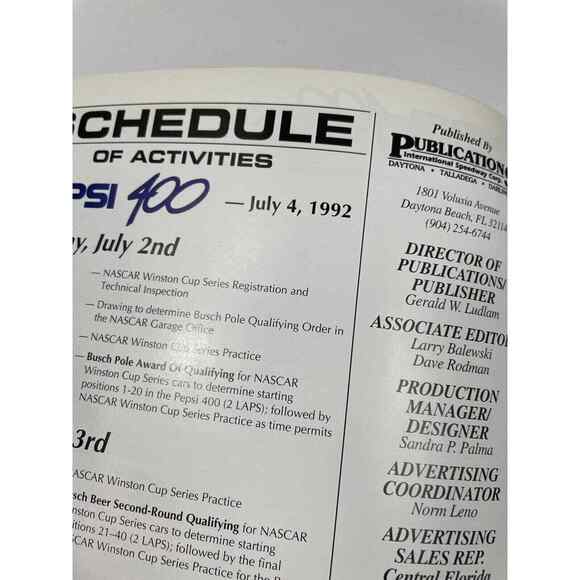 SCHEDULE
OF ACTIVITIES
PSI 400 — July 4, 1992
July 2nd
— NASCAR Winston Cup Series Registration and
Technical Inspection
— Drawing to determine Busch Pole Qualifying Order in
the NASCAR Garage Office
— NASCAR Winston Cup Series Practice
— Busch Pole Award Of Qualifying for NASCAR
Winston Cup Series cars to determine starting
positions 1-20 in the Pepsi 400 (2 LAPS); followed by
NASCAR Winston Cup Series Practice as time permits
3rd
NASCAR Winston Cup Series Practice
Beer Second-Round Qualifying for NASCAR
Cup Series cars to determine starting
21-40 (2 LAPS); followed by the final
NASCAR Winston Cup Series Practice for the
Published By
PUBLICATIONS
International Speedway Corp.
DAYTONA • TALLADEGA •
1801 Volusia Avenue
Daytona Beach, FL
(904) 254-6744
DIRECTOR OF
PUBLICATIONS/
PUBLISHER
Gerald W. Ludlam
ASSOCIATE EDITO
Larry Balewski
Dave Rodman
PRODUCTION
MANAGER/
DESIGNER
Sandra P. Palma
ADVERTISING
COORDINATOR
Norm Leno
ADVERTISING
SALES REP.
Central Florida